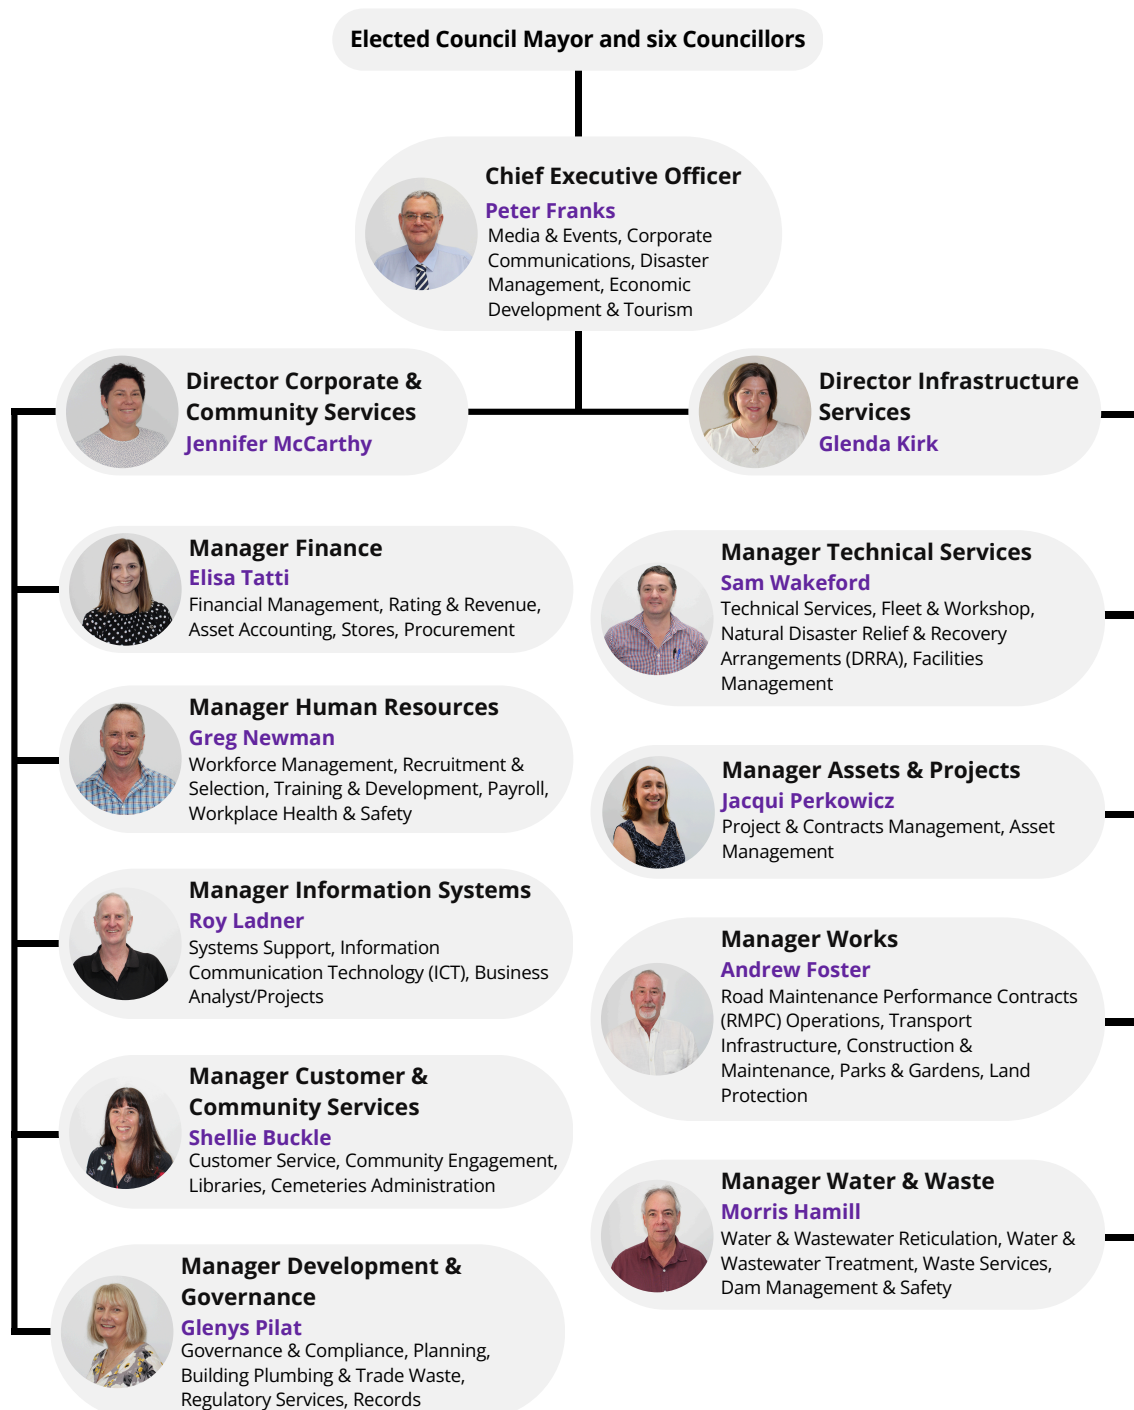 Elected Council Mayor and six Councillors
Chief Executive Officer
Peter Franks
Media & Events, Corporate
Communications, Disaster
Management, Economic
Development & Tourism
Director Corporate &
Community Services
Jennifer McCarthy
Director Infrastructure
Services
Glenda Kirk
Manager Finance
Elisa Tatti
Financial Management, Rating & Revenue,
Asset Accounting, Stores, Procurement
Manager Human Resources
Greg Newman
Workforce Management, Recruitment &
Selection, Training & Development, Payroll,
Workplace Health & Safety
Manager Information Systems
Roy Ladner
Systems Support, Information
Communication Technology (ICT), Business
Analyst/Projects
Manager Customer &
Community Services
Shellie Buckle
Customer Service, Community Engagement,
Libraries, Cemeteries Administration
Manager Development &
Governance
Glenys Pilat
Governance & Compliance, Planning,
Building Plumbing & Trade Waste,
Regulatory Services, Records
Manager Technical Services
Sam Wakeford
Technical Services, Fleet & Workshop,
Natural Disaster Relief & Recovery
Arrangements (DRRA), Facilities
Management
Manager Assets & Projects
Jacqui Perkowicz
Project & Contracts Management, Asset
Management
Manager Works
Andrew Foster
Road Maintenance Performance Contracts
(RMPC) Operations, Transport
Infrastructure, Construction &
Maintenance, Parks & Gardens, Land
Protection
Manager Water & Waste
Morris Hamill
Water & Wastewater Reticulation, Water &
Wastewater Treatment, Waste Services,
Dam Management & Safety